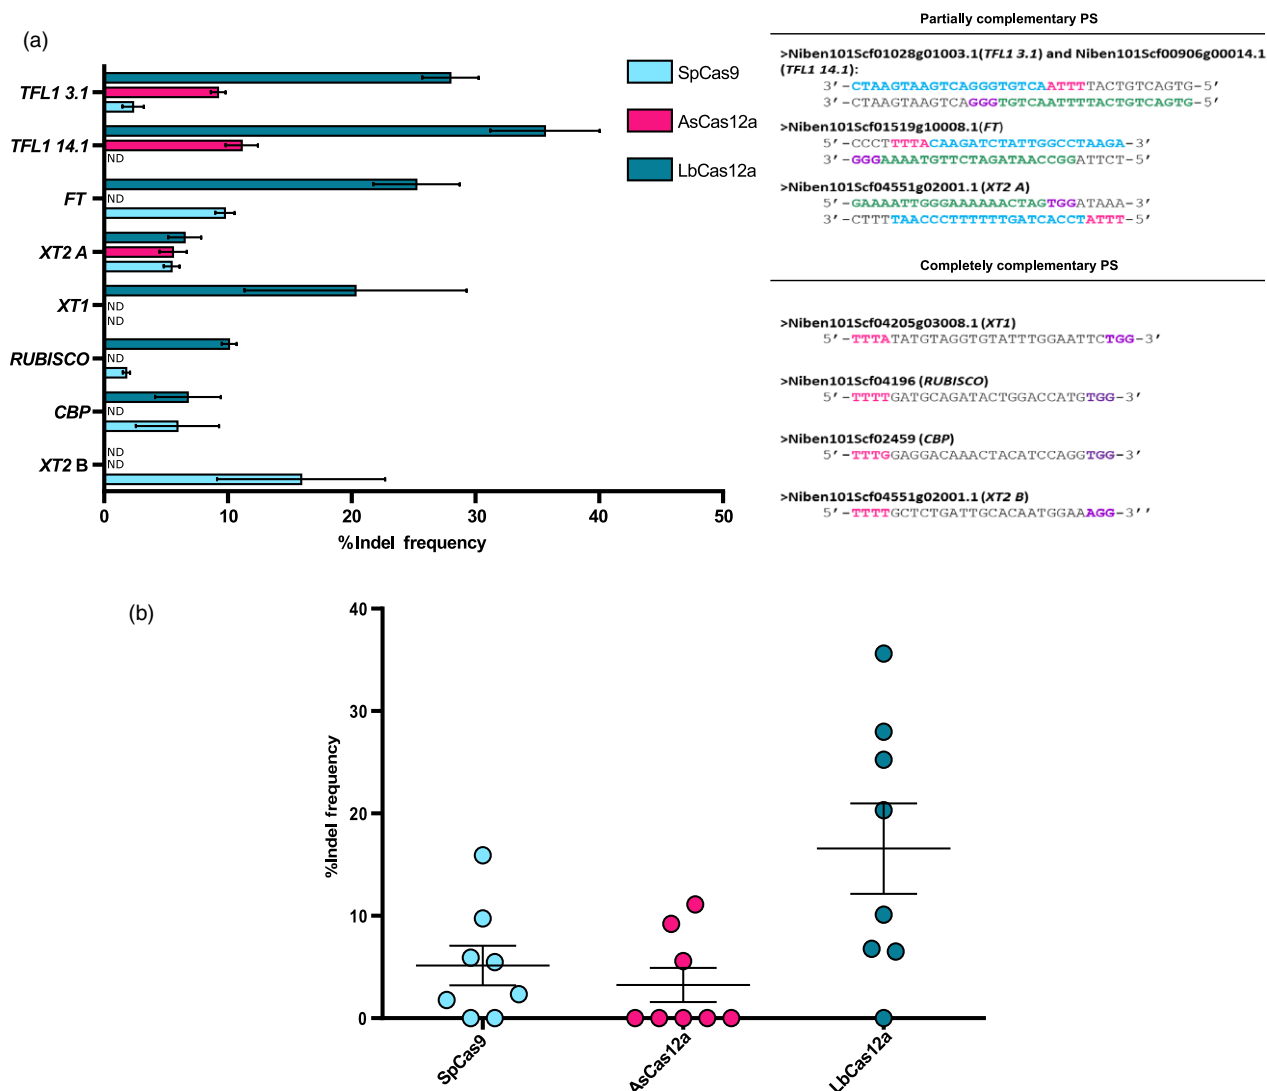 (a)
TFL1 3.1
TFL1 14.1
ND
FT
ND
XT2 A
XT1
ND
ND
RUBISCO
ND
CBP
ND
XT2 B
ND
ND
0 10 20 30 40 50
%Indel frequency
SpCas9
AsCas12a
LbCas12a
Partially complementary PS
>Niben101Scf01028g01003.1(TFL1 3.1) and Niben101Scf00906g00014.1
(TFL1 14.1):
3’-CTAAGTAAGTCAGGGTGTCAATTTTACTGTCAGTG-5’
3’-CTAAGTAAGTCAGGGTGTCAATTTTACTGTCAGTG-5’
>Niben101Scf01519g10008.1(FT)
5’-CCCTTTTACAAGATCTATTGGCCTAAGA-3’
3’-GGGAAAATGTTCTAGATAACCGGATTCT-5’
>Niben101Scf04551g02001.1 (XT2 A)
5’-GAAAATTGGGAAAAAACTAGTGGATAAA-3’
3’-CTTTTAACCCTTTTTTGATCACCTATTT-5’
Completely complementary PS
>Niben101Scf04205g03008.1 (XT1)
5’-TTTATATGTAGGTGTATTTGGAATTCTGG-3’
>Niben101Scf04196 (RUBISCO)
5’-TTTTGATGCAGATACTGGACCATGTGG-3’
>Niben101Scf02459 (CBP)
5’-TTTGGAGGACAAACTACATCCAGGTGG-3’
>Niben101Scf04551g02001.1 (XT2 B)
5’-TTTTGCTCTGATTGCACAATGGAAAGG-3’’
(b)
40
30
20
10
0
%Indel frequency
SpCas9
AsCas12a
LbCas12a